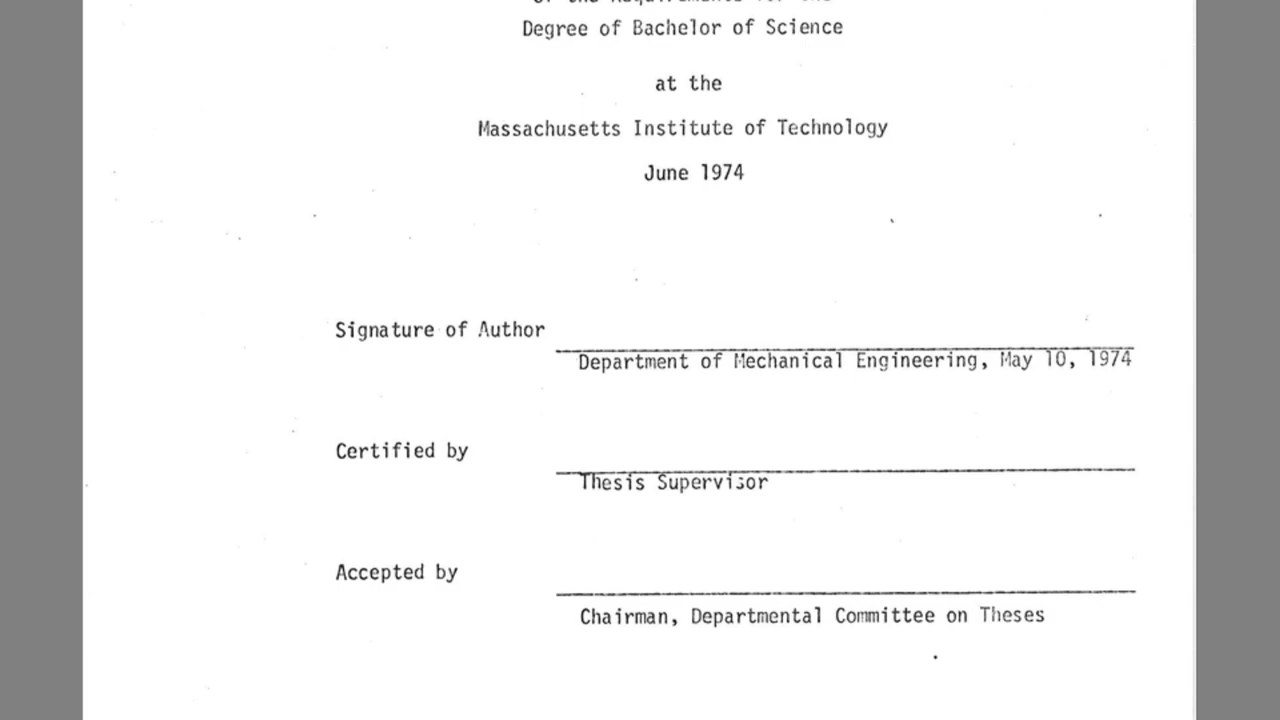 Degree of Bachelor of Science
at the
Massachusetts Institute of Technology
June 1974
Signature of Author
Department of Mechanical Engineering, May 10, 1974
Certified by
Thesis Supervisor
Accepted by
Chairman, Departmental Committee on Theses